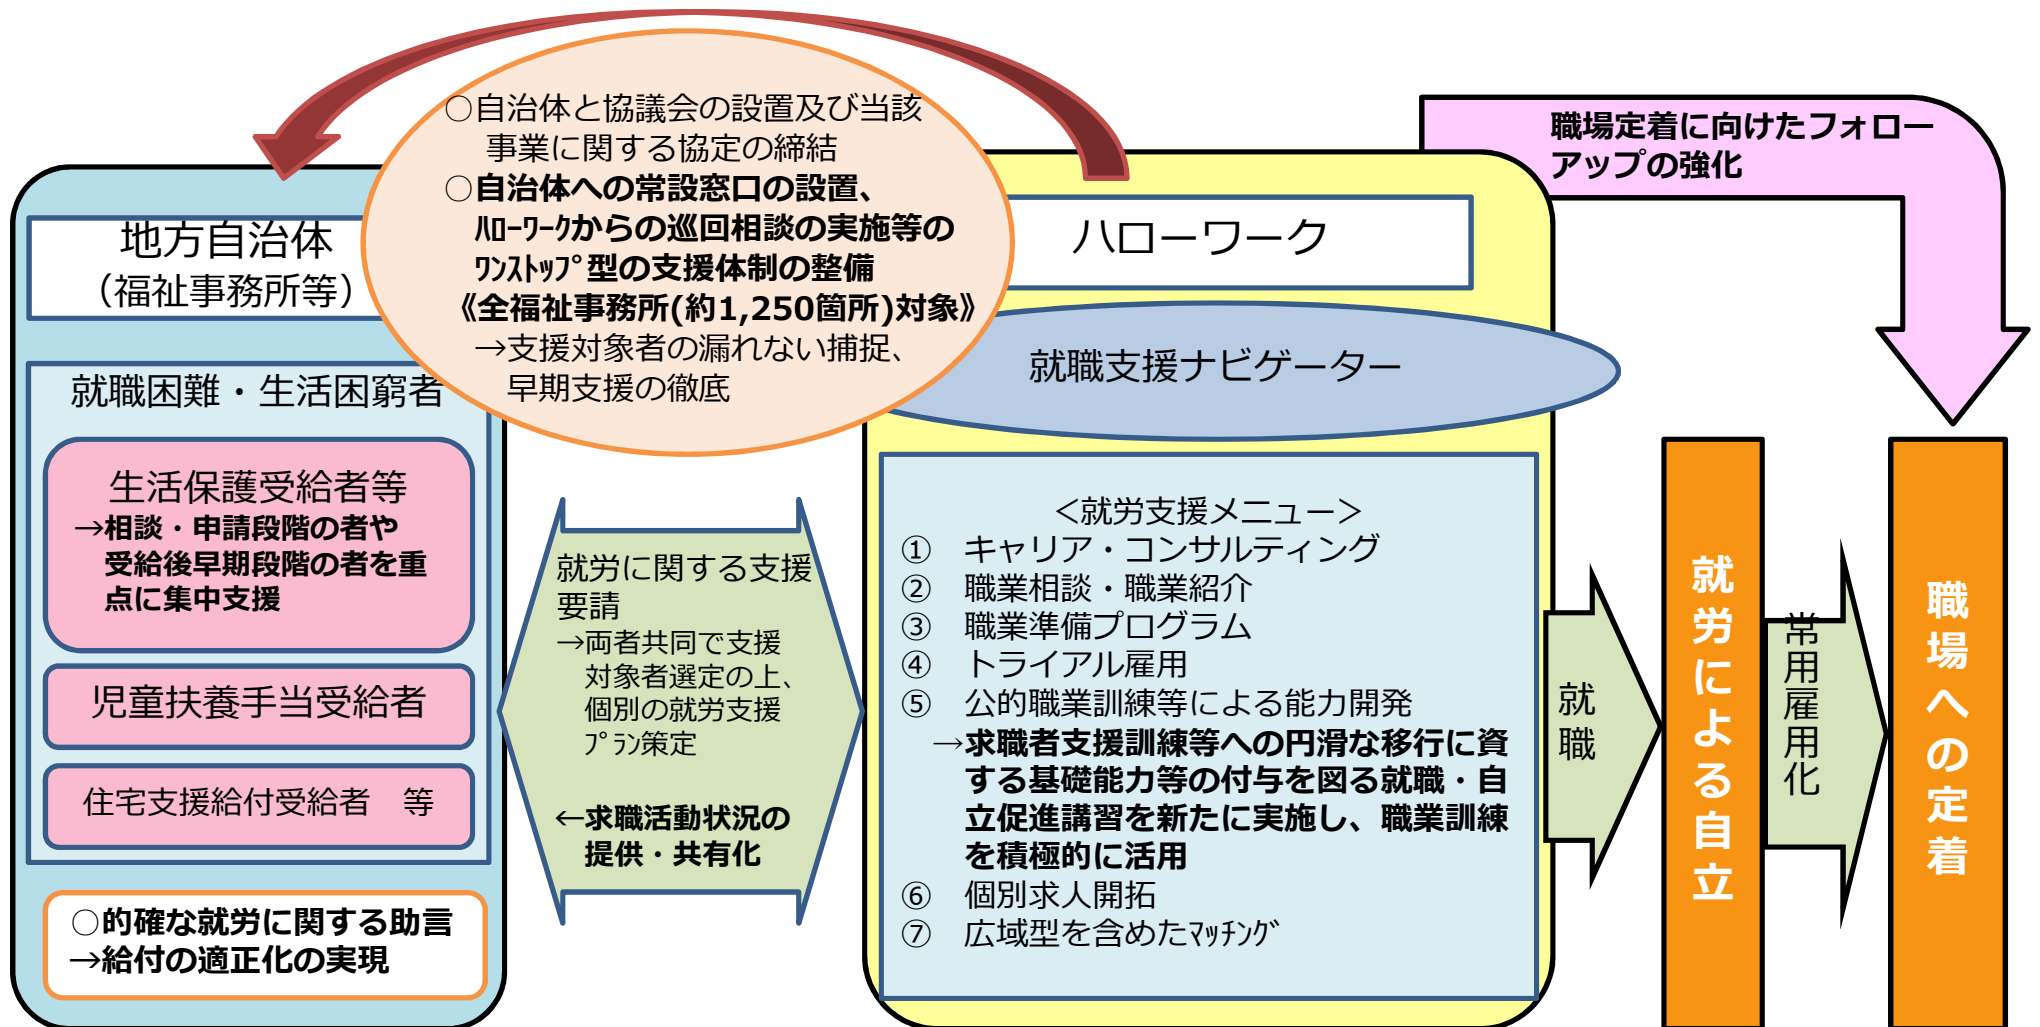 ○自治体と協議会の設置及び当該
事業に関する協定の締結
○自治体への常設窓口の設置、
ﾊﾛｰﾜｰｸからの巡回相談の実施等の
ﾜﾝｽﾄｯﾌﾟ型の支援体制の整備
《全福祉事務所(約1,250箇所)対象》
→支援対象者の漏れない捕捉、
早期支援の徹底
職場定着に向けたフォロー
アップの強化
地方自治体
（福祉事務所等）
就職困難・生活困窮者
生活保護受給者等
→相談・申請段階の者や
受給後早期段階の者を重
点に集中支援
児童扶養手当受給者
住宅支援給付受給者　等
○的確な就労に関する助言
→給付の適正化の実現
就労に関する支援
要請
→両者共同で支援
対象者選定の上、
個別の就労支援
ﾌﾟﾗﾝ策定
←求職活動状況の
提供・共有化
ハローワーク
就職支援ナビゲーター
＜就労支援メニュー＞
①　キャリア・コンサルティング
②　職業相談・職業紹介
③　職業準備プログラム
④　トライアル雇用
⑤　公的職業訓練等による能力開発
→求職者支援訓練等への円滑な移行に資
する基礎能力等の付与を図る就職・自
立促進講習を新たに実施し、職業訓練
を積極的に活用
⑥　個別求人開拓
⑦　広域型を含めたﾏｯﾁﾝｸﾞ
就職
就労による自立
常用雇用化
職場への定着